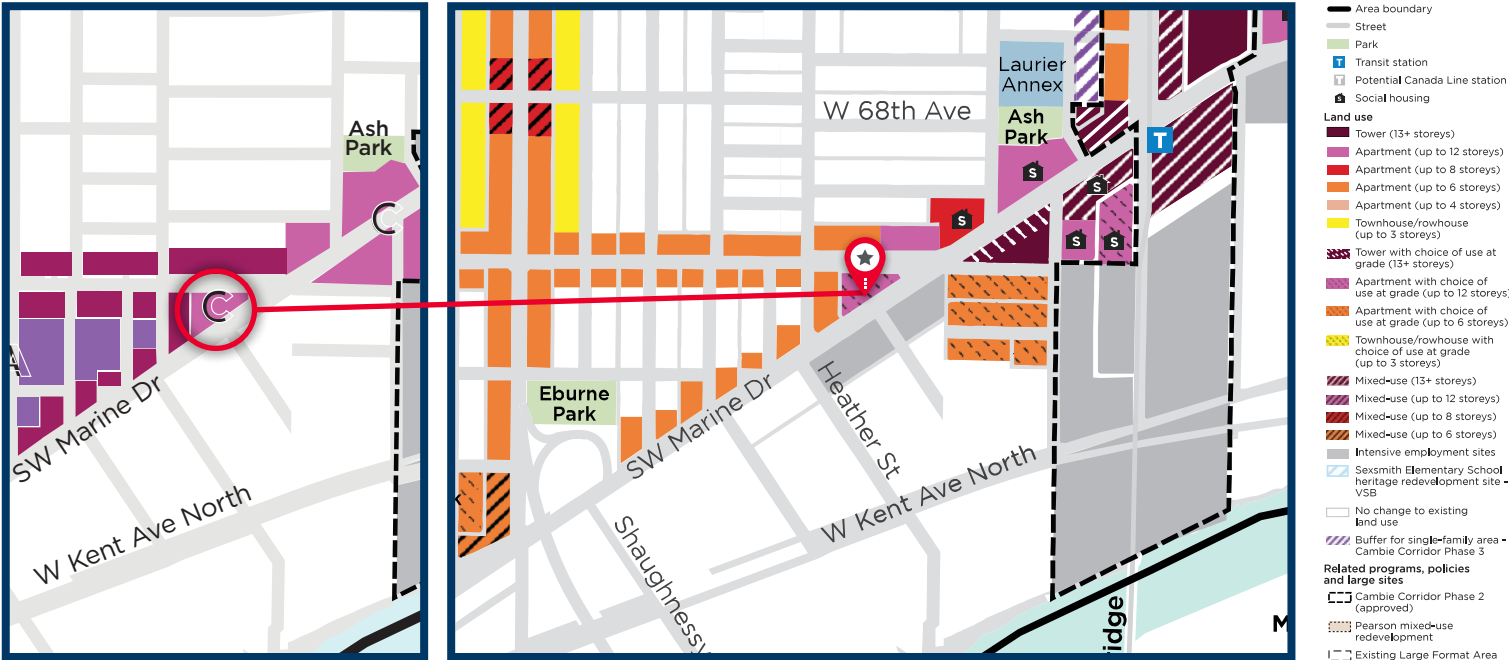 Ash
Park
C
C
A
SW Marine Dr
W Kent Ave North
Laurier
Annex
W 68th Ave
Ash
Park
T
S
S
S
S
S
Eburne
Park
SW Marine Dr
Heather St
W Kent Ave North
Shaughnessy
ridge
M
Area boundary
Street
Park
T Transit station
T Potential Canada Line station
S Social housing
Land use
Tower (13+ storeys)
Apartment (up to 12 storeys)
Apartment (up to 8 storeys)
Apartment (up to 6 storeys)
Apartment (up to 4 storeys)
Townhouse/rowhouse
(up to 3 storeys)
Tower with choice of use at
grade (13+ storeys)
Apartment with choice of
use at grade (up to 12 storeys)
Apartment with choice of
use at grade (up to 6 storeys)
Townhouse/rowhouse with
choice of use at grade
(up to 3 storeys)
Mixed-use (13+ storeys)
Mixed-use (up to 12 storeys)
Mixed-use (up to 8 storeys)
Mixed-use (up to 6 storeys)
Intensive employment sites
Sexsmith Elementary School
heritage redevelopment site -
VSB
No change to existing
land use
Buffer for single-family area -
Cambie Corridor Phase 3
Related programs, policies
and large sites
Cambie Corridor Phase 2
(approved)
Pearson mixed-use
redevelopment
Existing Large Format Area